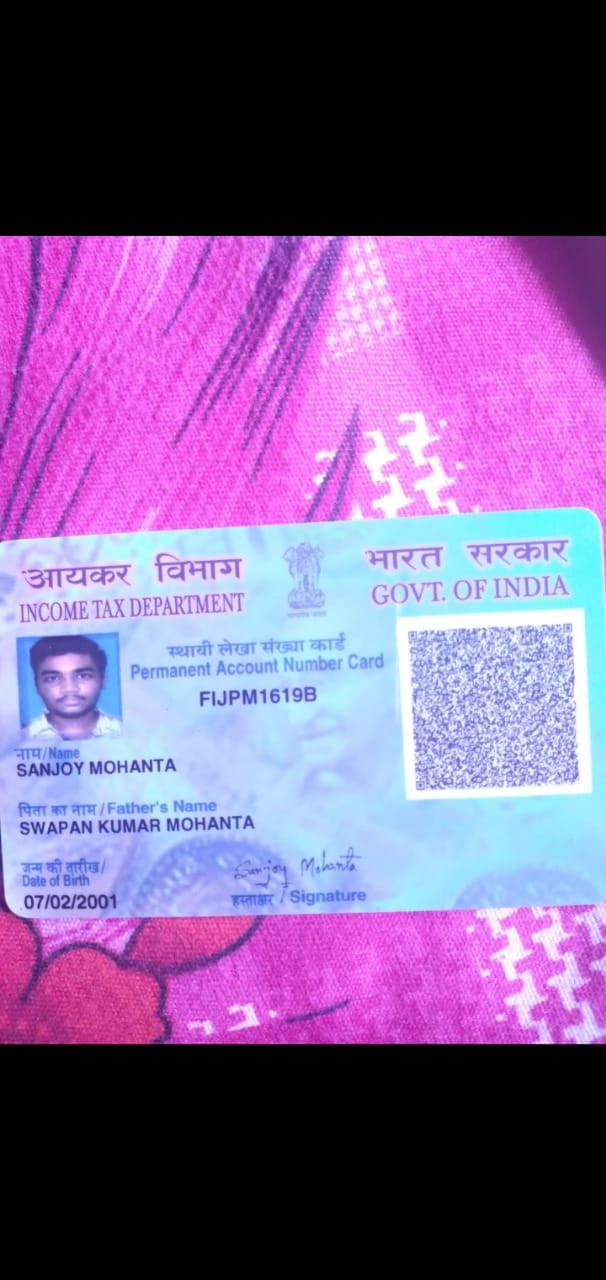 आयकर विभाग
INCOME TAX DEPARTMENT
भारत सरकार
GOVT. OF INDIA
स्थायी लेखा संख्या कार्ड
Permanent Account Number Card
FIJPM1619B
नाम/Name
SANJOY MOHANTA
पिता का नाम/Father's Name
SWAPAN KUMAR MOHANTA
जन्म की तारीख/
Date of Birth
07/02/2001
Sanjoy Mohanta
हस्ताक्षर/Signature